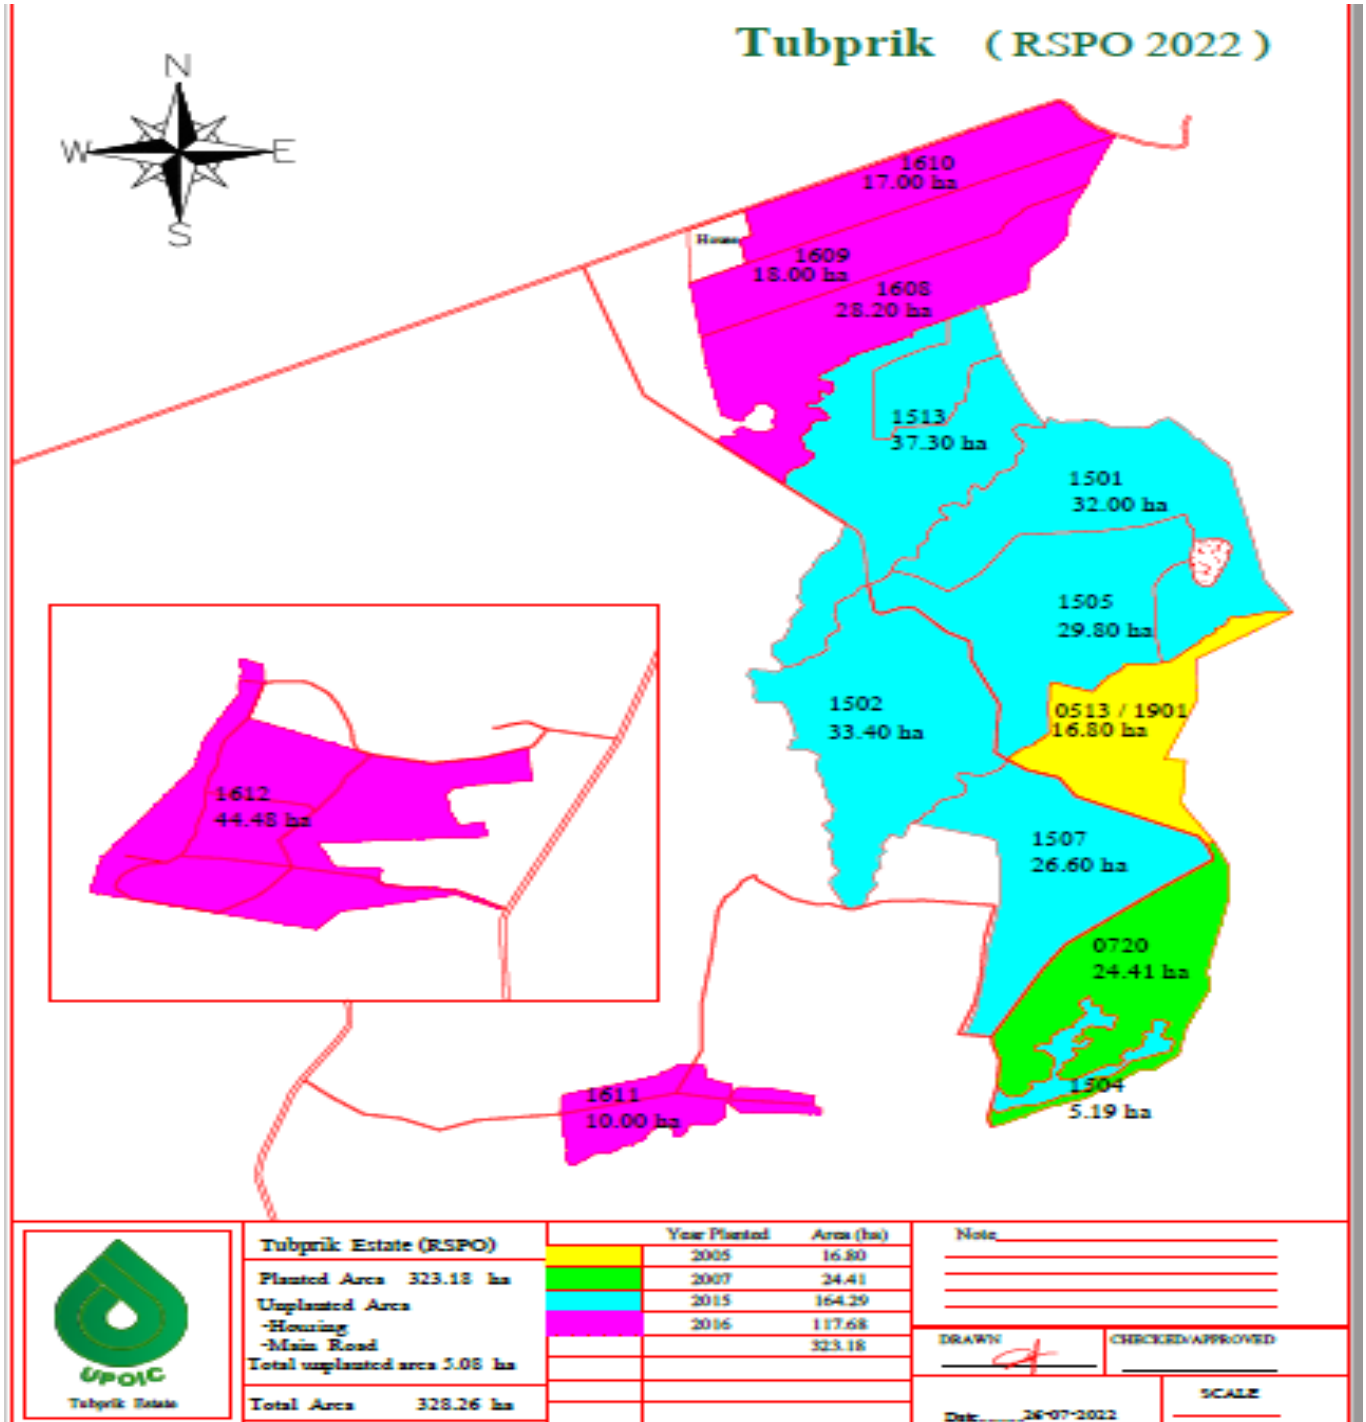 Tubprik ( RSPO 2022 )
N
W E
S
1610
17.00 ha
House
1609
18.00 ha
1608
28.20 ha
1513
37.30 ha
1501
32.00 ha
1505
29.80 ha
1502
33.40 ha
0513 / 1901
16.80 ha
1612
44.48 ha
1507
26.60 ha
0720
24.41 ha
1504
5.19 ha
1611
10.00 ha
UPOIC
Tubprik Estate
Tubprik Estate (RSPO)
Planted Area 323.18 ha
Unplanted Area
-Housing
-Main Road
Total unplanted area 5.08 ha
Total Area 328.26 ha
Year Planted Area (ha)
2005 16.80
2007 24.41
2015 164.29
2016 117.68
323.18
Note
DRAWN CHECKED/APPROVED
Date 26-07-2022
SCALE